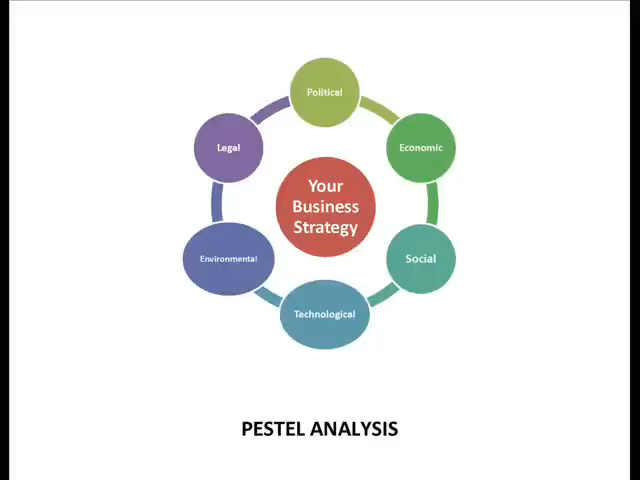 Political
Legal
Economic
Your
Business
Strategy
Environmental
Social
Technological
PESTEL ANALYSIS